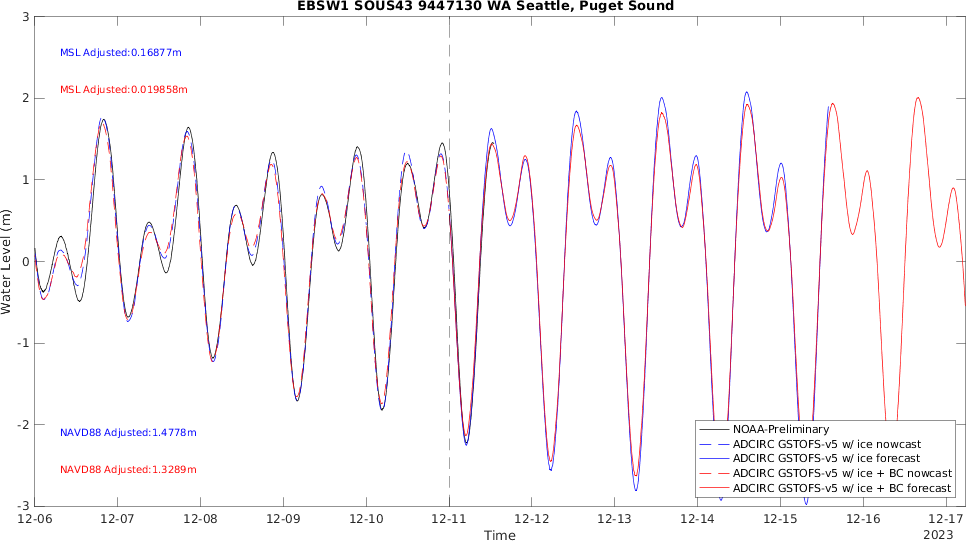 EBSW1 SOUS43 9447130 WA Seattle, Puget Sound
3
MSL Adjusted:0.16877m
MSL Adjusted:0.019858m
2
1
0
-1
-2
-3
Water Level (m)
NAVD88 Adjusted:1.4778m
NAVD88 Adjusted:1.3289m
NOAA-Preliminary
ADCIRC GSTOFS-v5 w/ ice nowcast
ADCIRC GSTOFS-v5 w/ ice forecast
ADCIRC GSTOFS-v5 w/ ice + BC nowcast
ADCIRC GSTOFS-v5 w/ ice + BC forecast
12-06 12-07 12-08 12-09 12-10 12-11 12-12 12-13 12-14 12-15 12-16 12-17
Time
2023